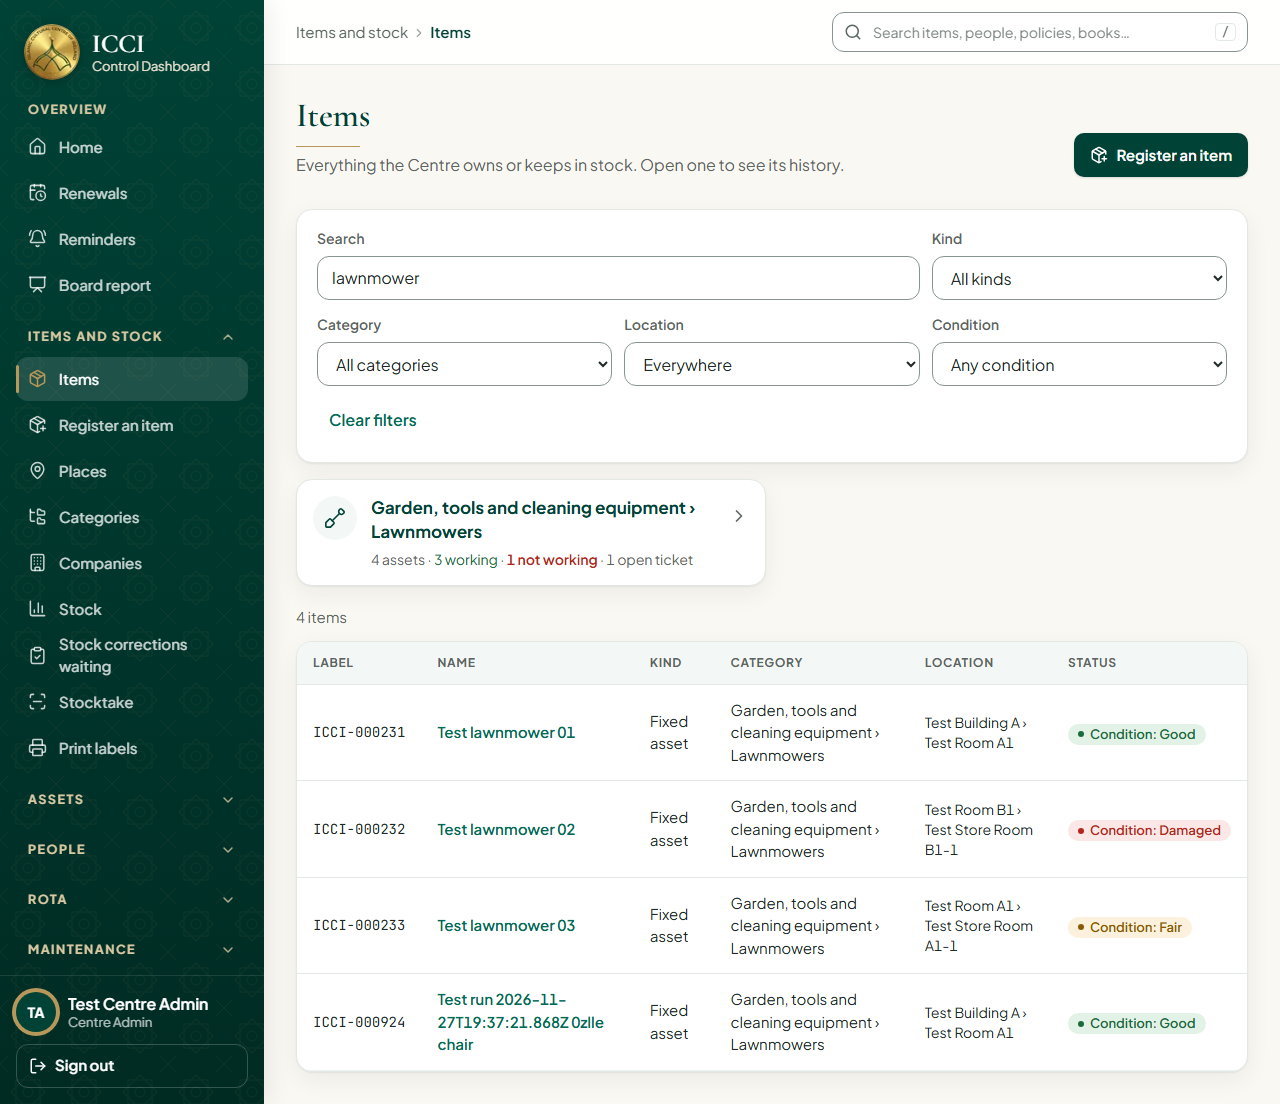 ICCI
Control Dashboard
OVERVIEW
Home
Renewals
Reminders
Board report
ITEMS AND STOCK
Items
Register an item
Places
Categories
Companies
Stock
Stock corrections
waiting
Stocktake
Print labels
ASSETS
PEOPLE
ROTA
MAINTENANCE
TA
Test Centre Admin
Centre Admin
Sign out
Items and stock › Items
Search items, people, policies, books...
/
Items
Everything the Centre owns or keeps in stock. Open one to see its history.
Register an item
Search
Kind
lawnmower
All kinds
Category
Location
Condition
All categories
Everywhere
Any condition
Clear filters
Garden, tools and cleaning equipment ›
Lawnmowers
4 assets · 3 working · 1 not working · 1 open ticket
4 items
LABEL NAME KIND CATEGORY LOCATION STATUS
ICCI-000231
Test lawnmower 01
Fixed
asset
Garden, tools and
cleaning equipment ›
Lawnmowers
Test Building A ›
Test Room A1
Condition: Good
ICCI-000232
Test lawnmower 02
Fixed
asset
Garden, tools and
cleaning equipment ›
Lawnmowers
Test Room B1 ›
Test Store Room
B1-1
Condition: Damaged
ICCI-000233
Test lawnmower 03
Fixed
asset
Garden, tools and
cleaning equipment ›
Lawnmowers
Test Room A1 ›
Test Store Room
A1-1
Condition: Fair
ICCI-000924
Test run 2026-11-
27T19:37:21.868Z 0zlle
chair
Fixed
asset
Garden, tools and
cleaning equipment ›
Lawnmowers
Test Building A ›
Test Room A1
Condition: Good